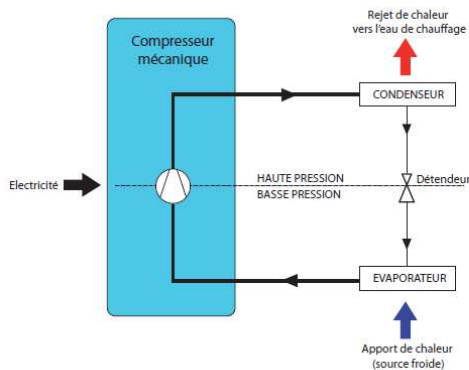 Rejet de chaleur
vers l'eau de chauffage
Compresseur
mécanique
CONDENSEUR
Electricité
HAUTE PRESSION
BASSE PRESSION
Détendeur
EVAPORATEUR
Apport de chaleur
(source froide)